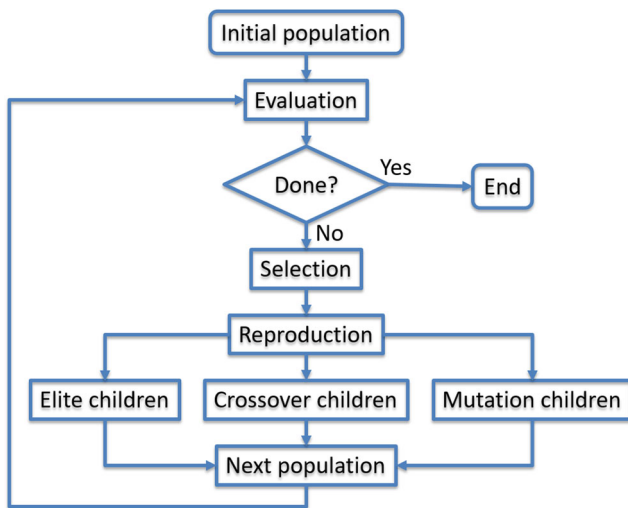 Initial population
Evaluation
Done?
Yes
End
No
Selection
Reproduction
Elite children
Crossover children
Mutation children
Next population